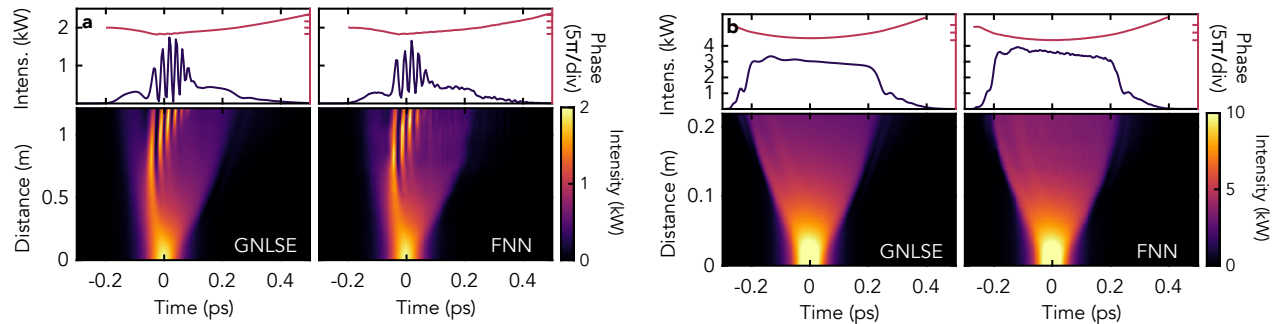 a
Intens. (kW)
2
1
Phase
(5π/div)
Distance (m)
1
0.5
0
GNLSE
FNN
-0.2
0
0.2
0.4
Time (ps)
-0.2
0
0.2
0.4
Time (ps)
2
1
0
Intensity (kW)
b
Intens. (kW)
4
3
2
1
Phase
(5π/div)
Distance (m)
0.2
0.1
0
GNLSE
FNN
-0.2
0
0.2
0.4
Time (ps)
-0.2
0
0.2
0.4
Time (ps)
10
5
0
Intensity (kW)